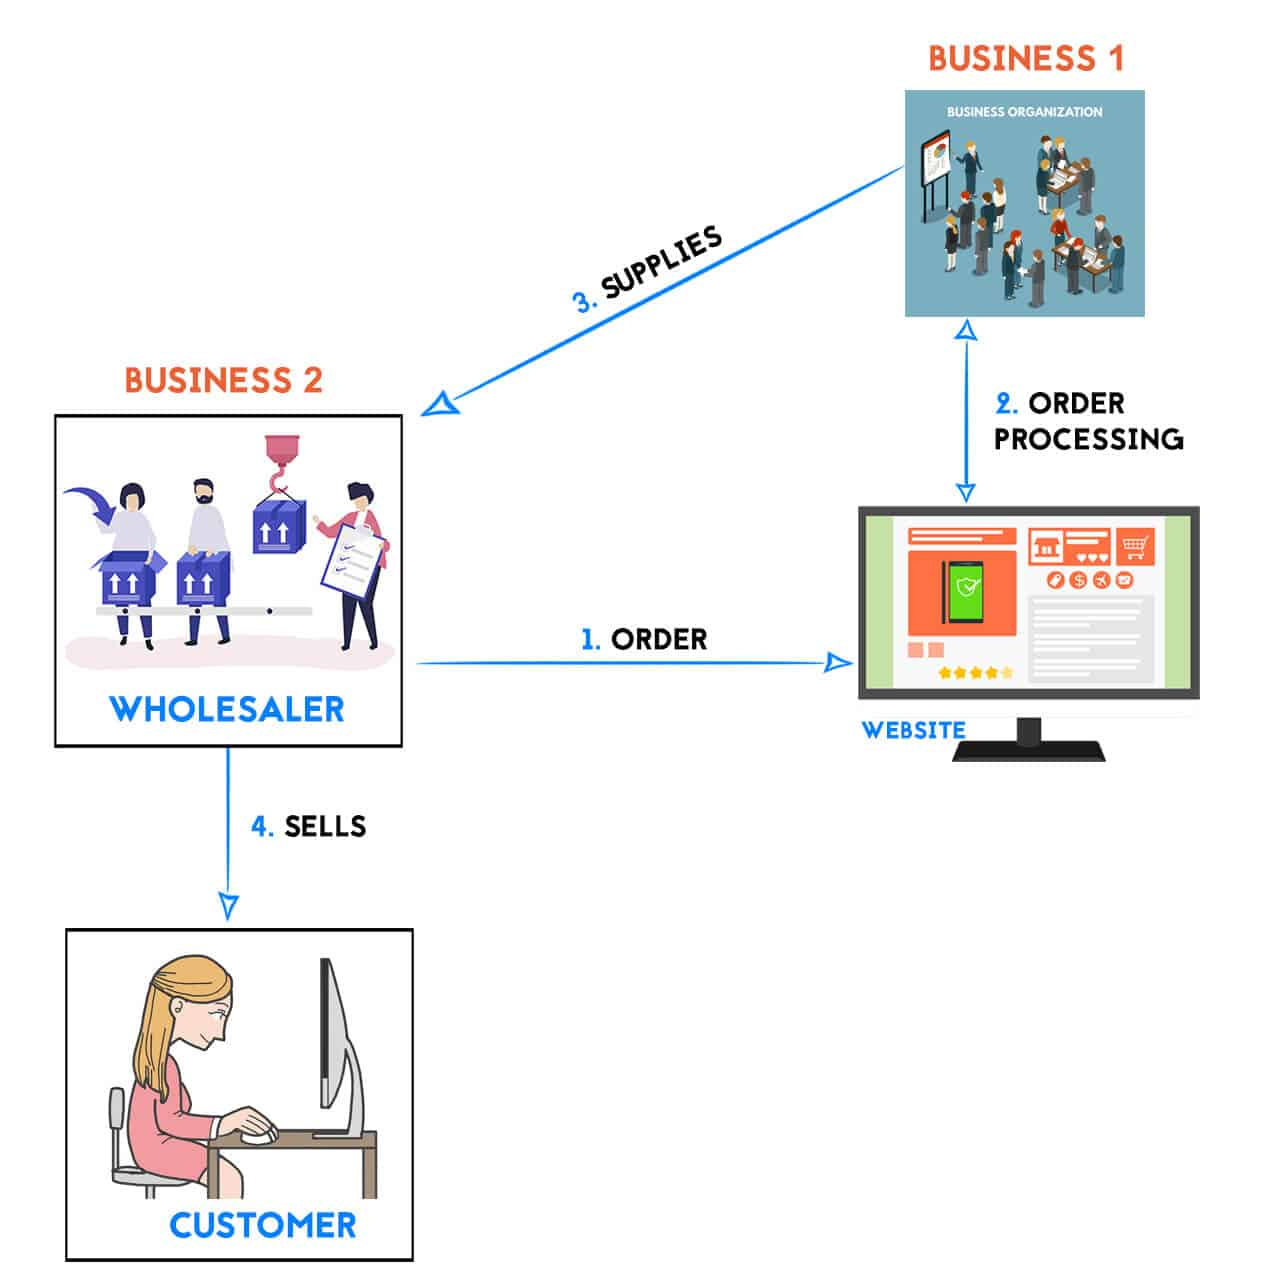 BUSINESS 1
BUSINESS ORGANIZATION
3. SUPPLIES
BUSINESS 2
2. ORDER
PROCESSING
1. ORDER
WHOLESALER
WEBSITE
4. SELLS
CUSTOMER